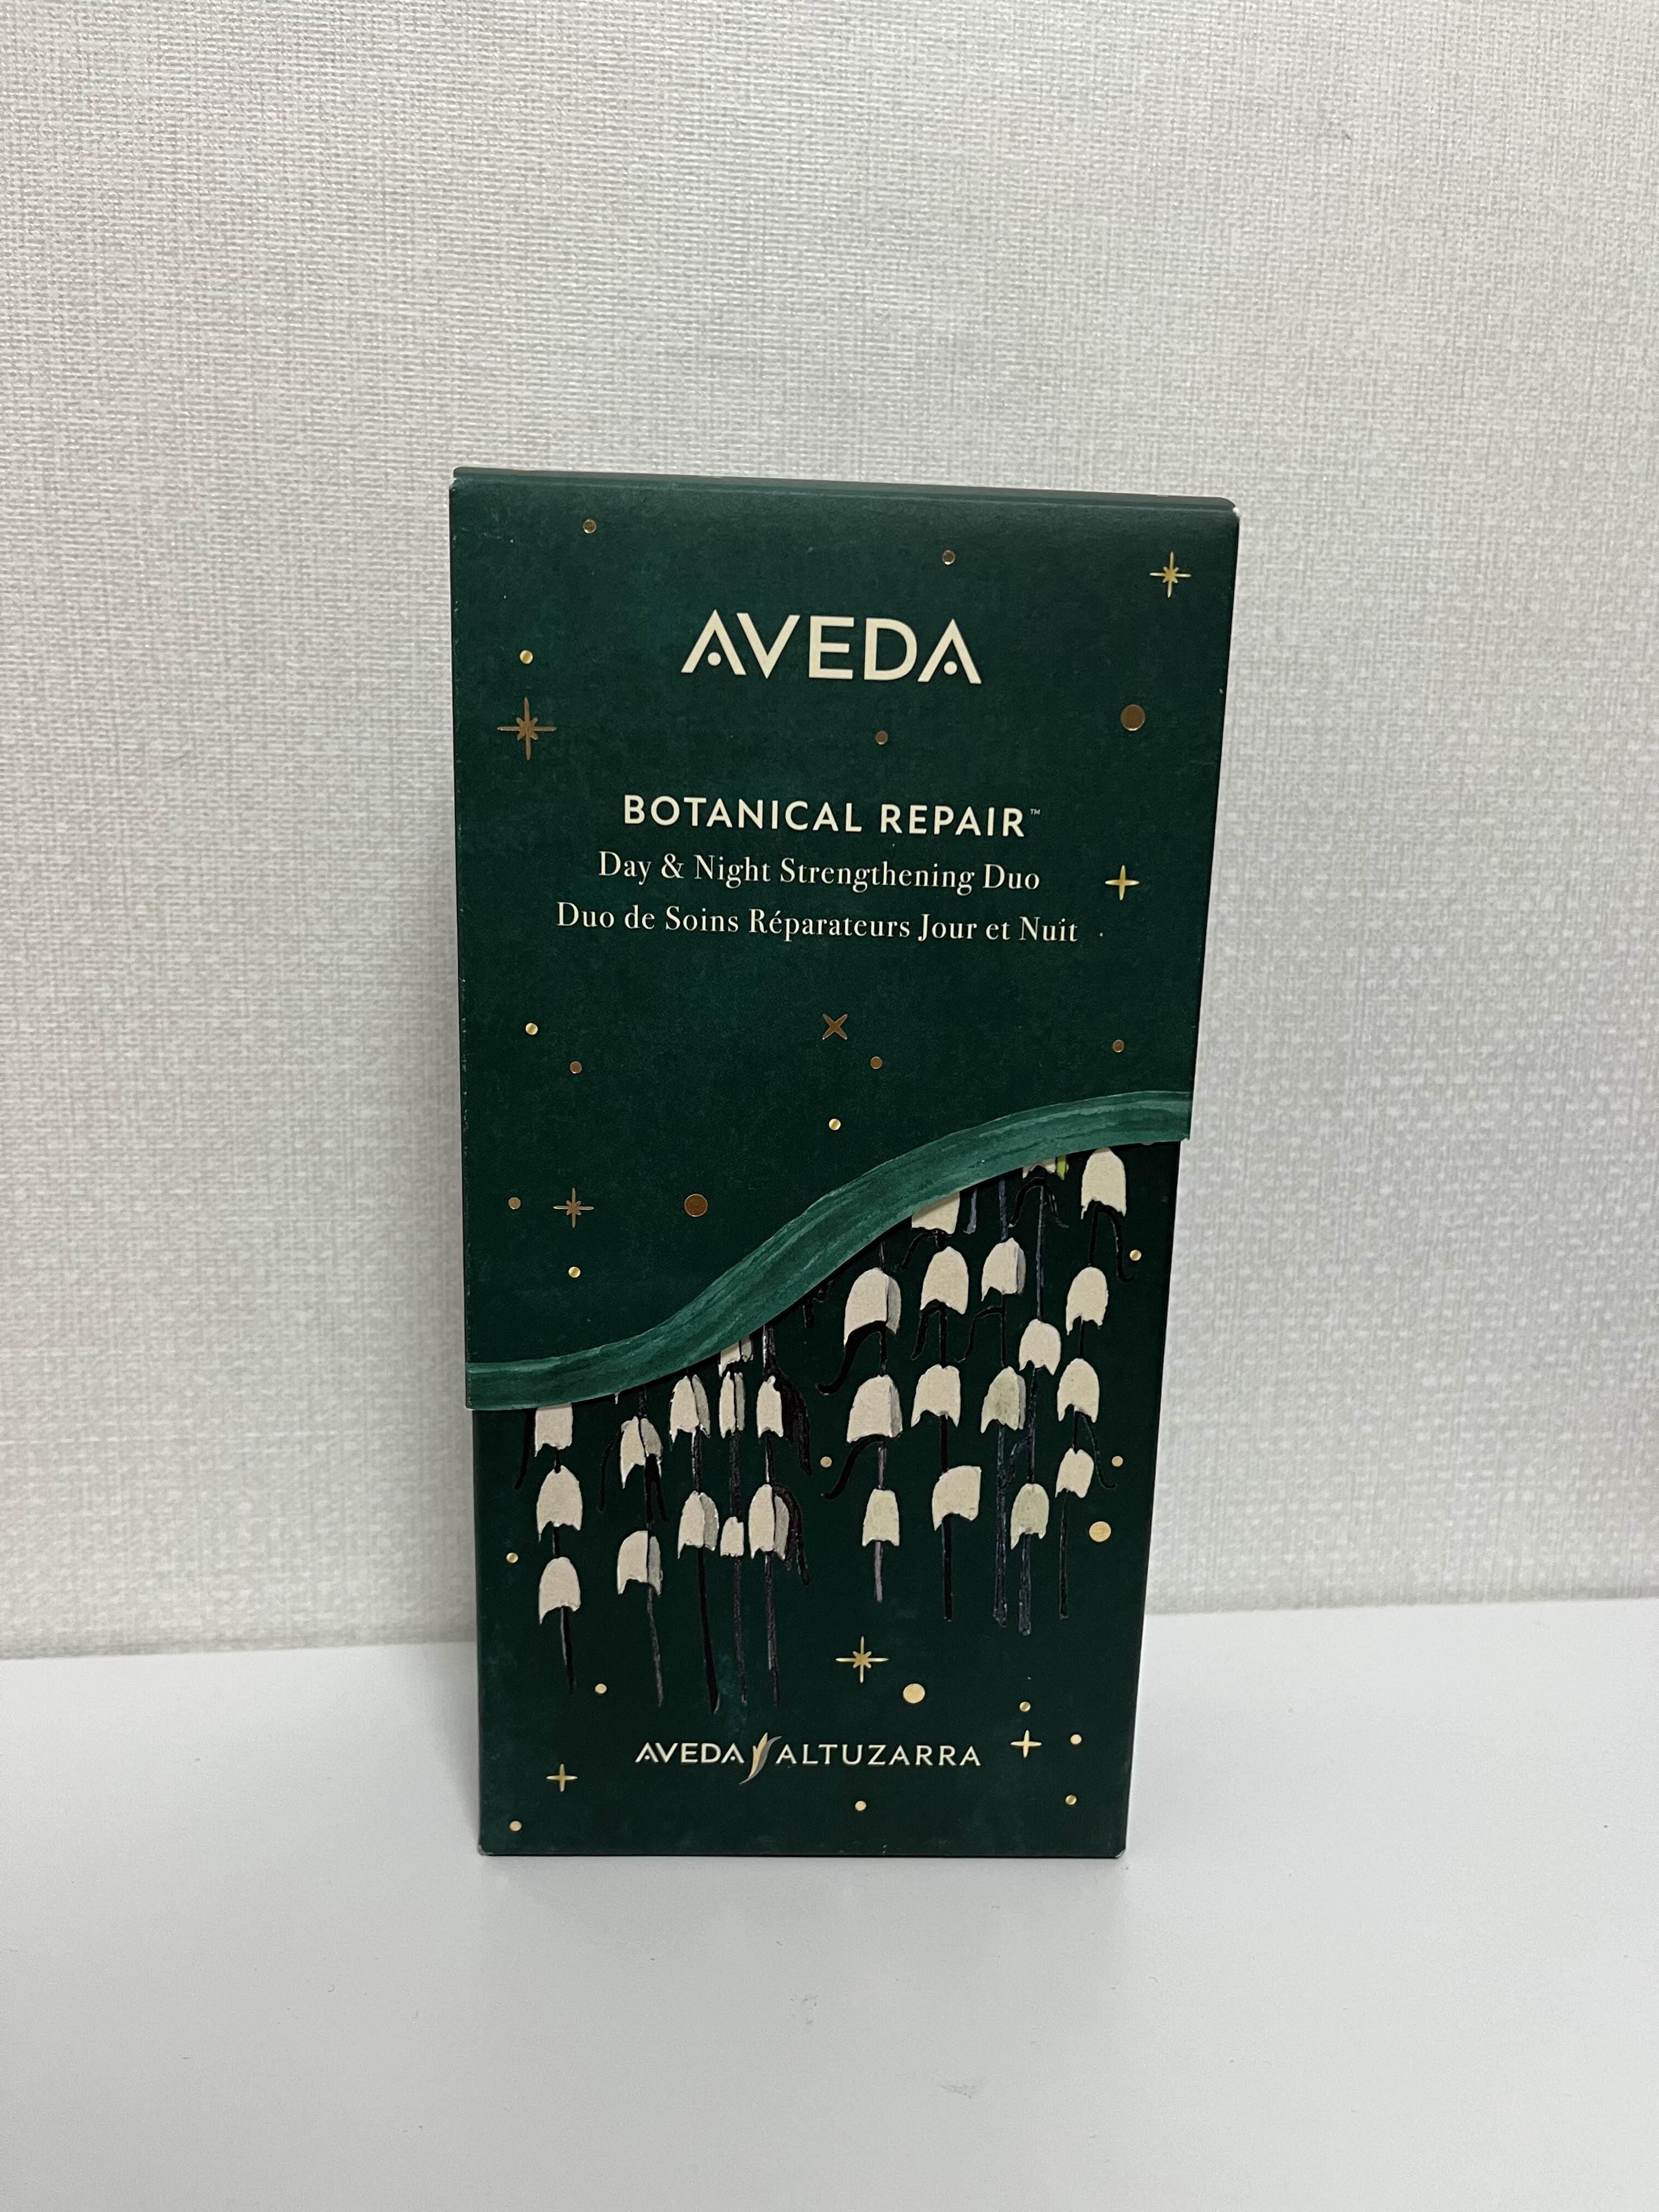 AVEDA
BOTANICAL REPAIR™
Day & Night Strengthening Duo
Duo de Soins Réparateurs Jour et Nuit
AVEDA ALTUZARRA